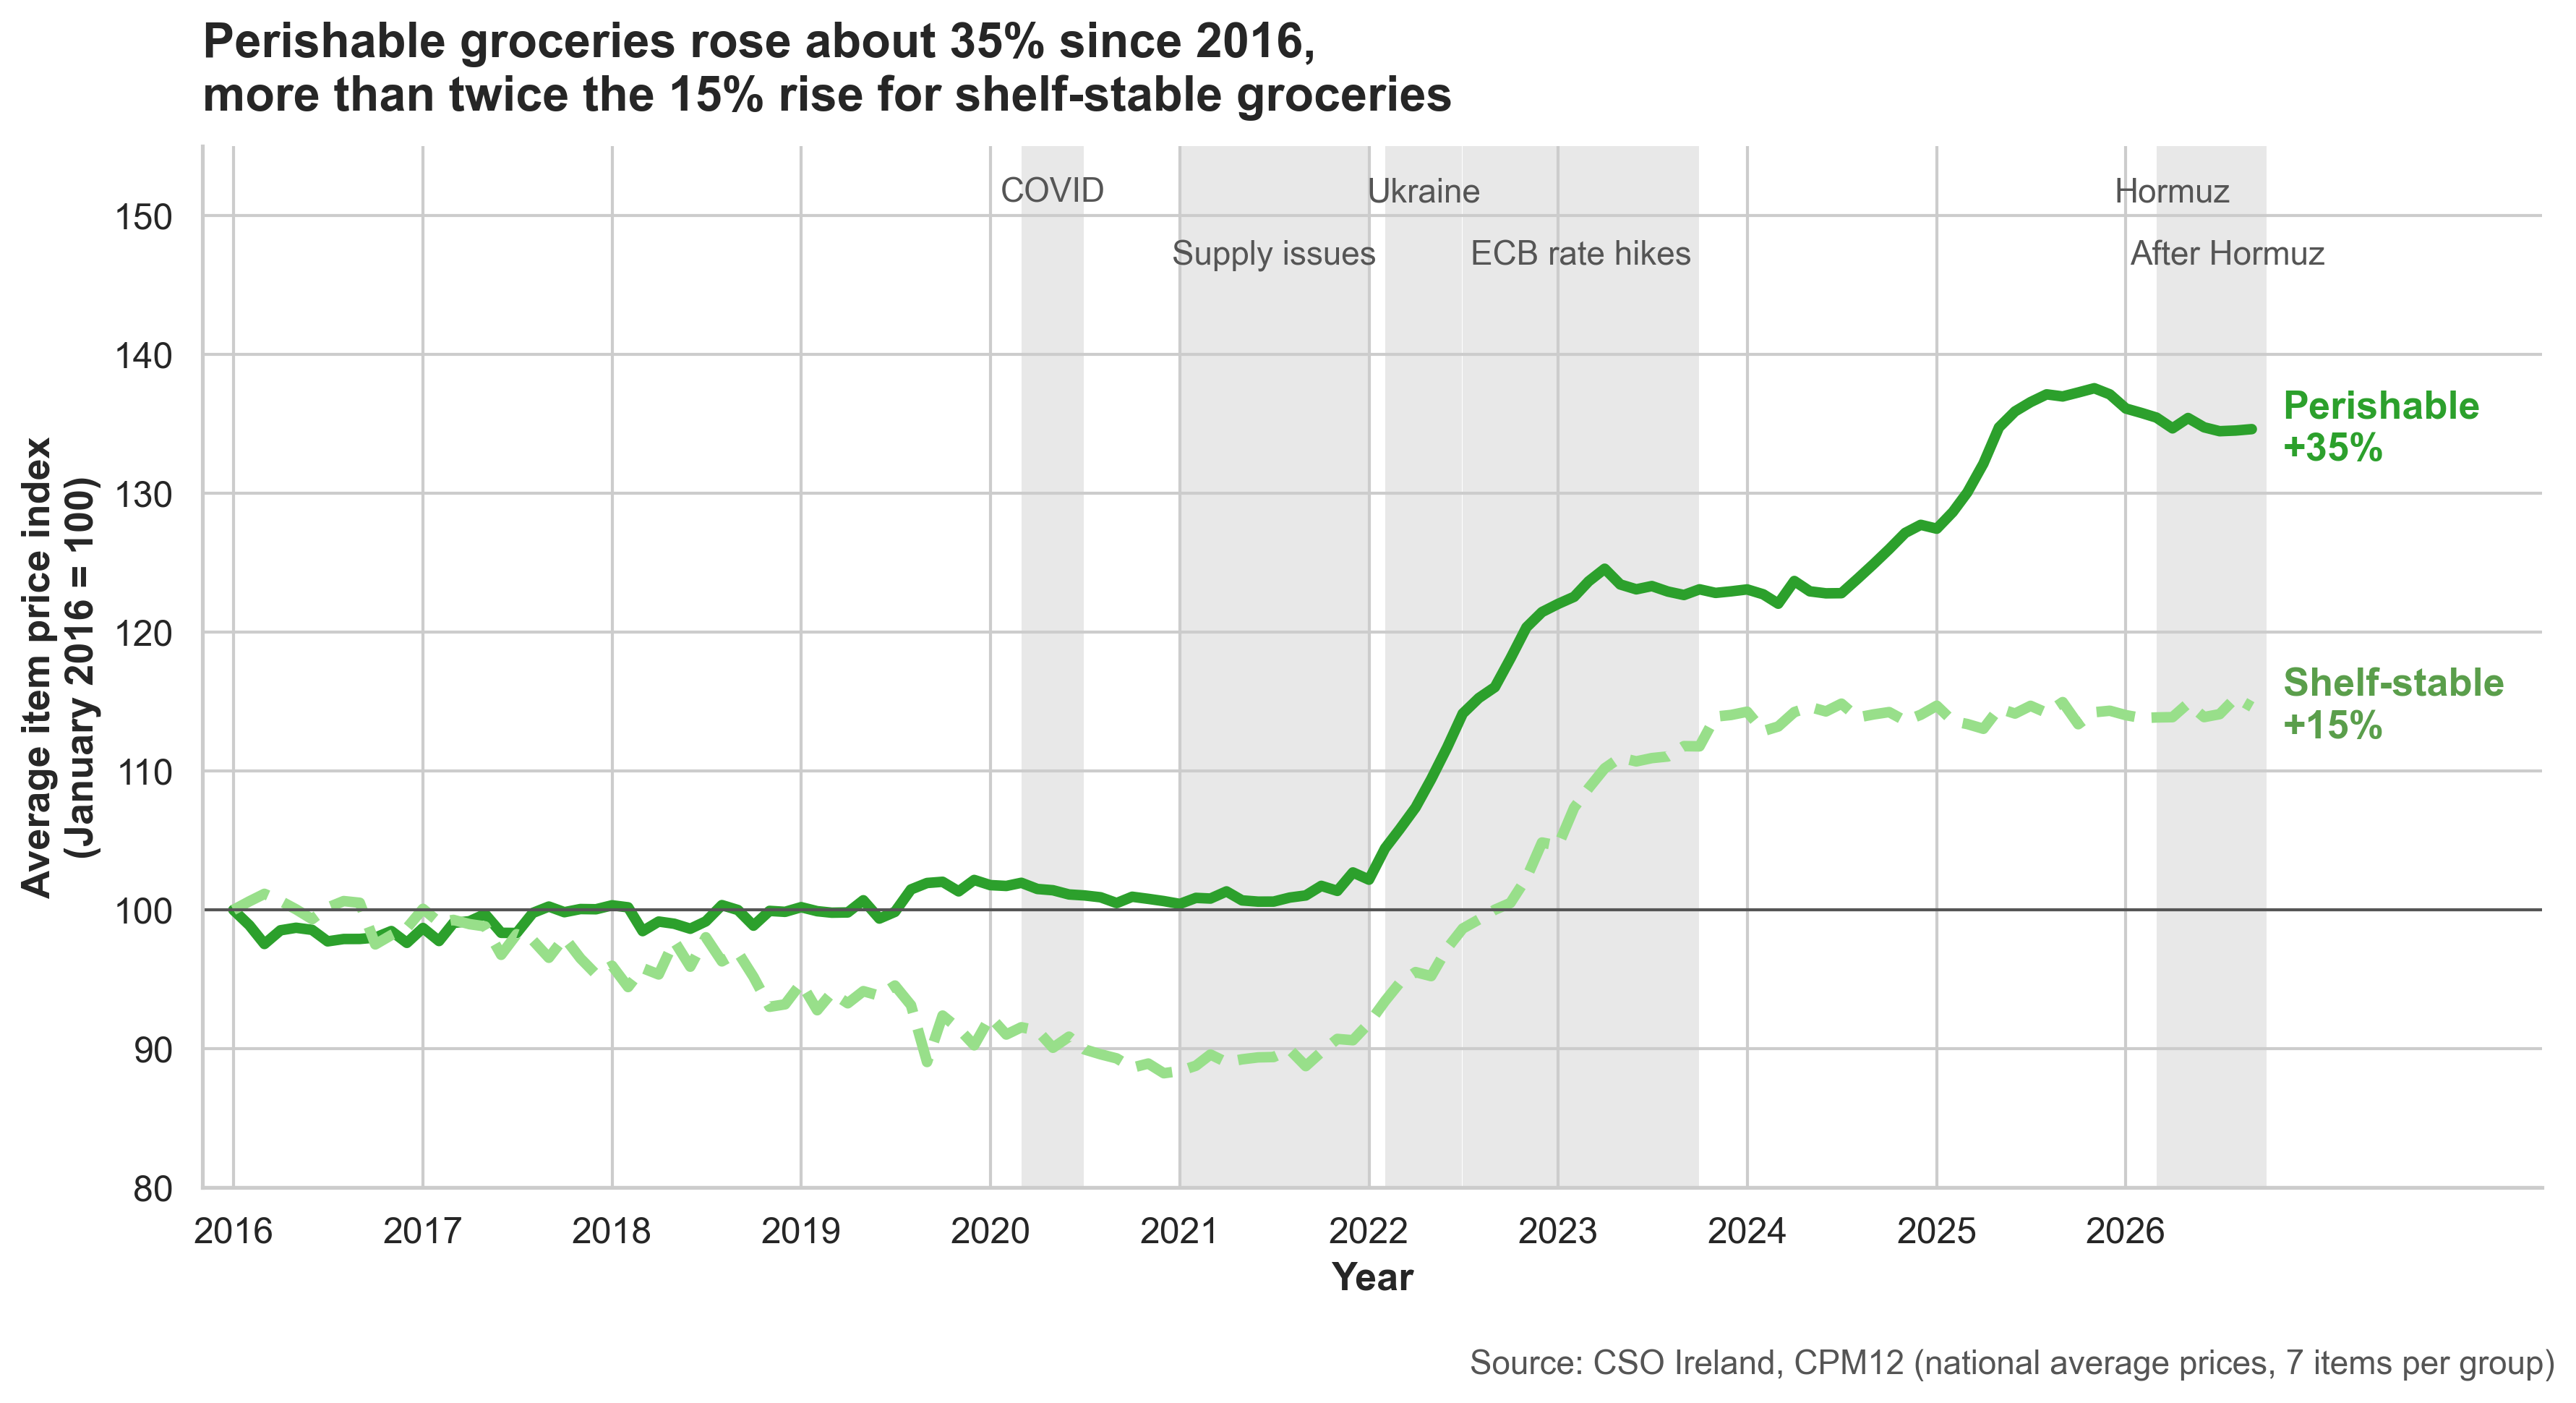 Perishable groceries rose about 35% since 2016,
more than twice the 15% rise for shelf-stable groceries
COVID
Ukraine
Hormuz
Supply issues
ECB rate hikes
After Hormuz
Average item price index
(January 2016 = 100)
150
140
130
120
110
100
90
80
Perishable
+35%
Shelf-stable
+15%
2016
2017
2018
2019
2020
2021
2022
2023
2024
2025
2026
Year
Source: CSO Ireland, CPM12 (national average prices, 7 items per group)